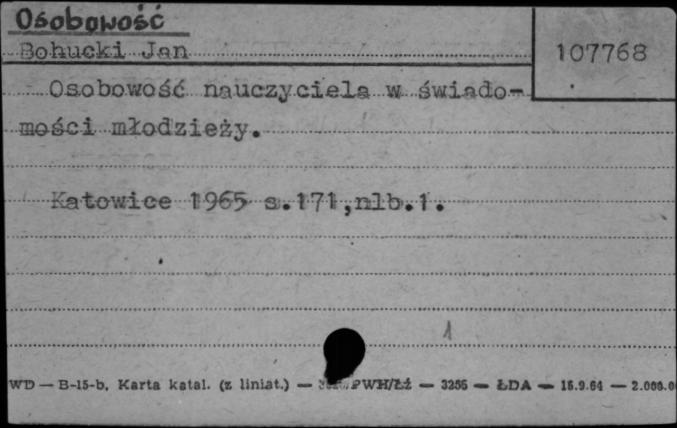 Osobowość
Bohucki Jan
107768
Osobowość nauczyciela w świado-
mości młodzieży.
Katowice 1965 s.171,nlb.1.
1
WD — B-15-b, Karta katal. (z liniat.) — PWH/Łź — 3256 — ŁDA — 15.9.64 — 2.000.0